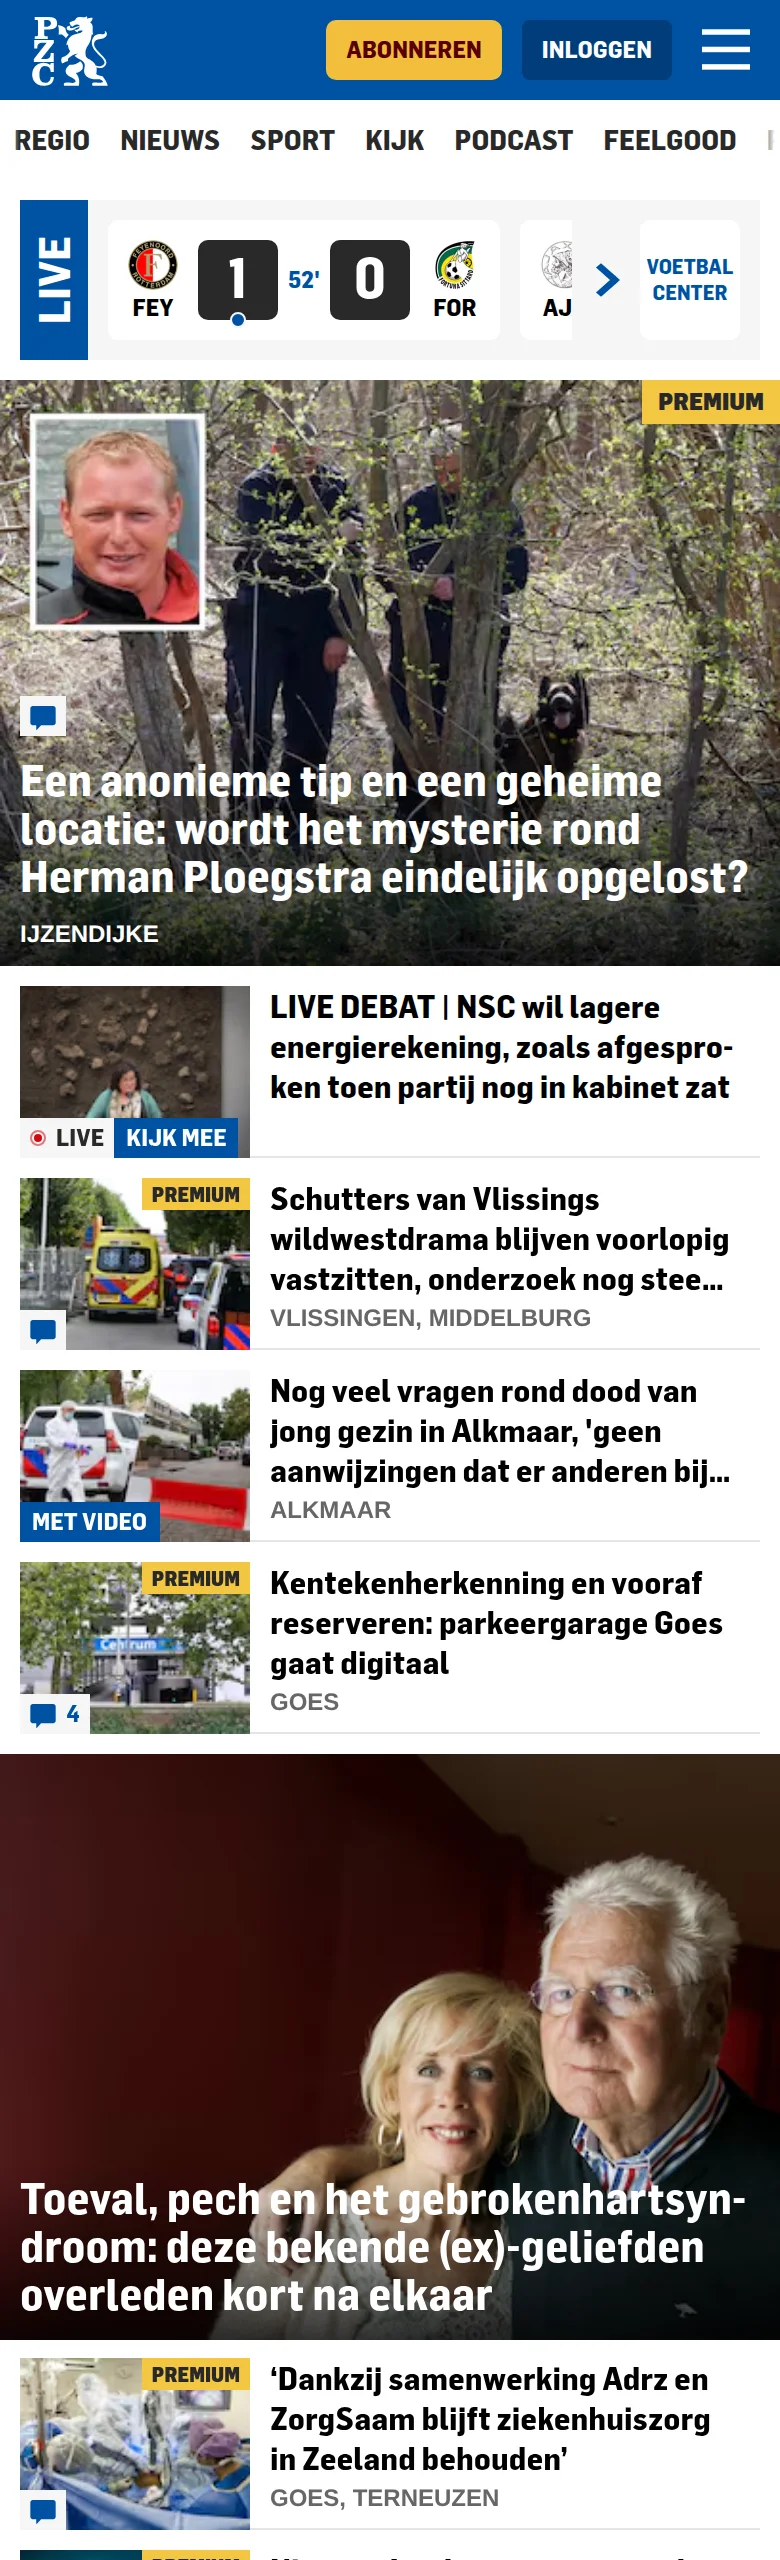 PZC
ABONNEREN
INLOGGEN
REGIO NIEUWS SPORT KIJK PODCAST FEELGOOD
LIVE
FEY
1
52'
0
FOR
AJ
VOETBAL
CENTER
PREMIUM
Een anonieme tip en een geheime
locatie: wordt het mysterie rond
Herman Ploegstra eindelijk opgelost?
IJZENDIJKE
LIVE KIJK MEE
LIVE DEBAT | NSC wil lagere
energierekening, zoals afgespro-
ken toen partij nog in kabinet zat
PREMIUM
Schutters van Vlissings
wildwestdrama blijven voorlopig
vastzitten, onderzoek nog stee...
VLISSINGEN, MIDDELBURG
MET VIDEO
Nog veel vragen rond dood van
jong gezin in Alkmaar, 'geen
aanwijzingen dat er anderen bij...
ALKMAAR
PREMIUM
Centrum
4
Kentekenherkenning en vooraf
reserveren: parkeergarage Goes
gaat digitaal
GOES
Toeval, pech en het gebrokenhartsyn-
droom: deze bekende (ex)-geliefden
overleden kort na elkaar
PREMIUM
‘Dankzij samenwerking Adrz en
ZorgSaam blijft ziekenhuiszorg
in Zeeland behouden’
GOES, TERNEUZEN